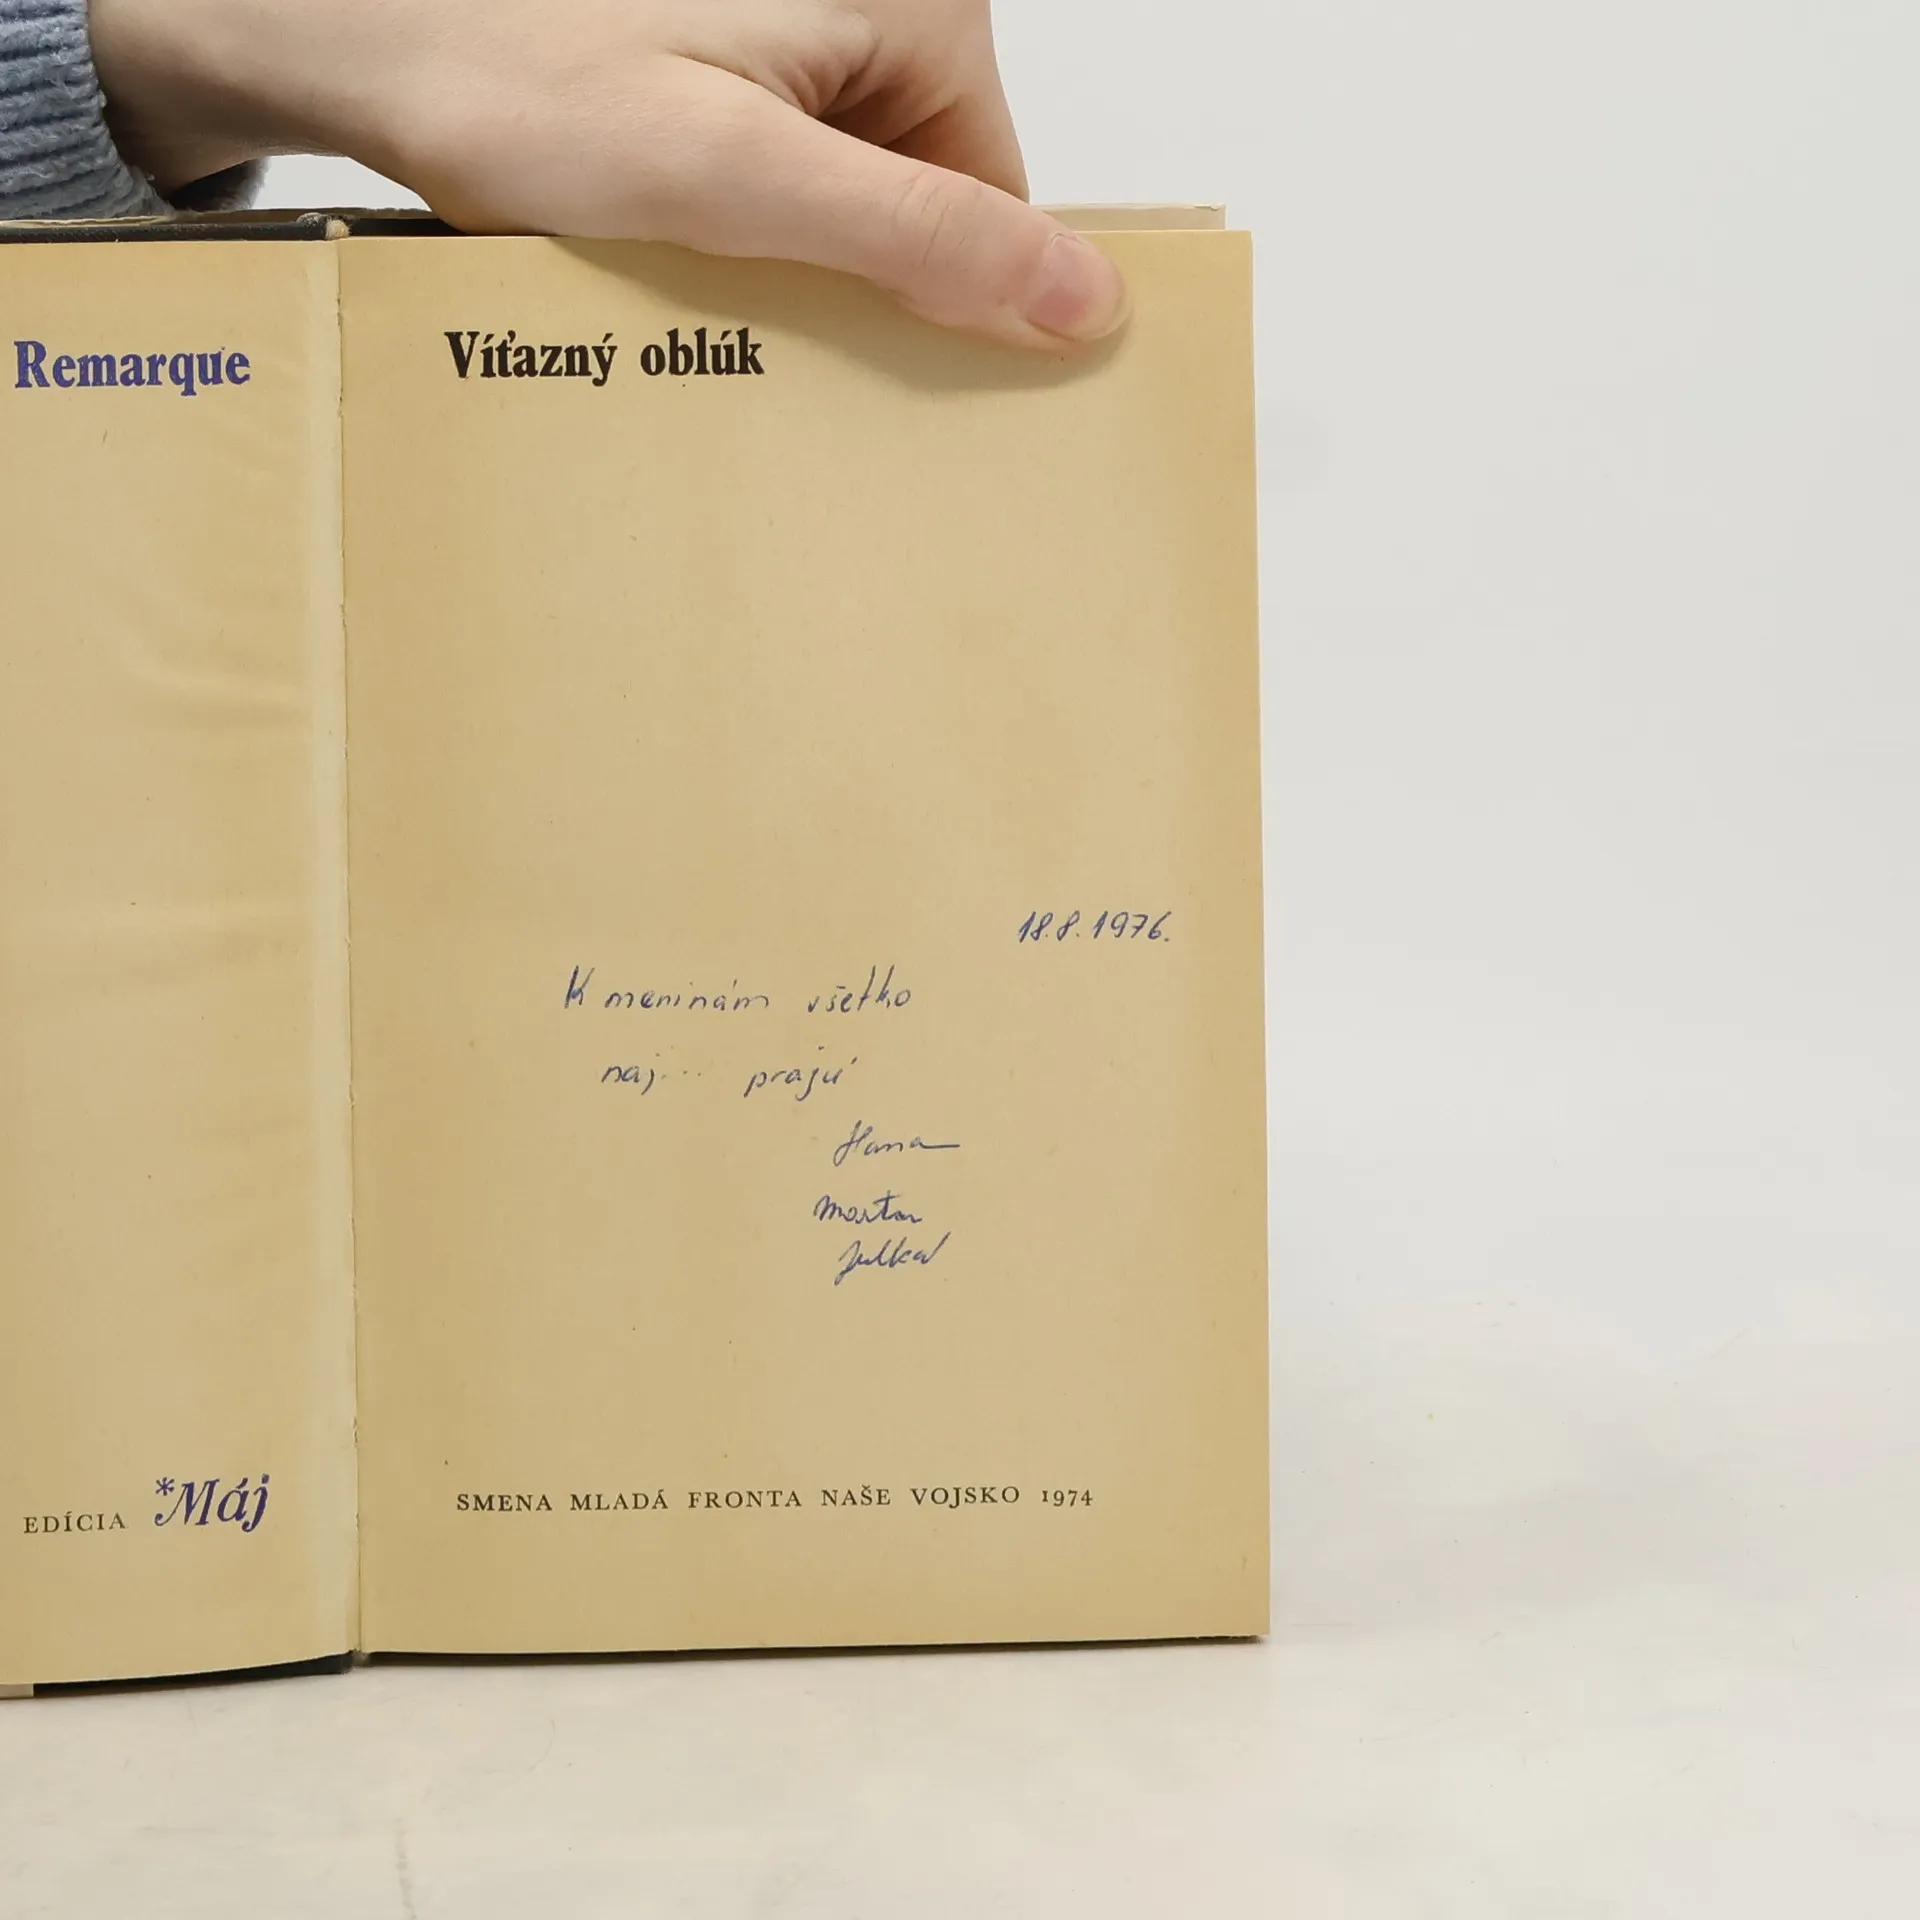 Remarque
EDÍCIA *Máj
Víťazný oblúk
18.8.1976.
K meninám všetko
naj... prajú
Hana
Julka
SMENA MLADÁ FRONTA NAŠE VOJSKO 1974